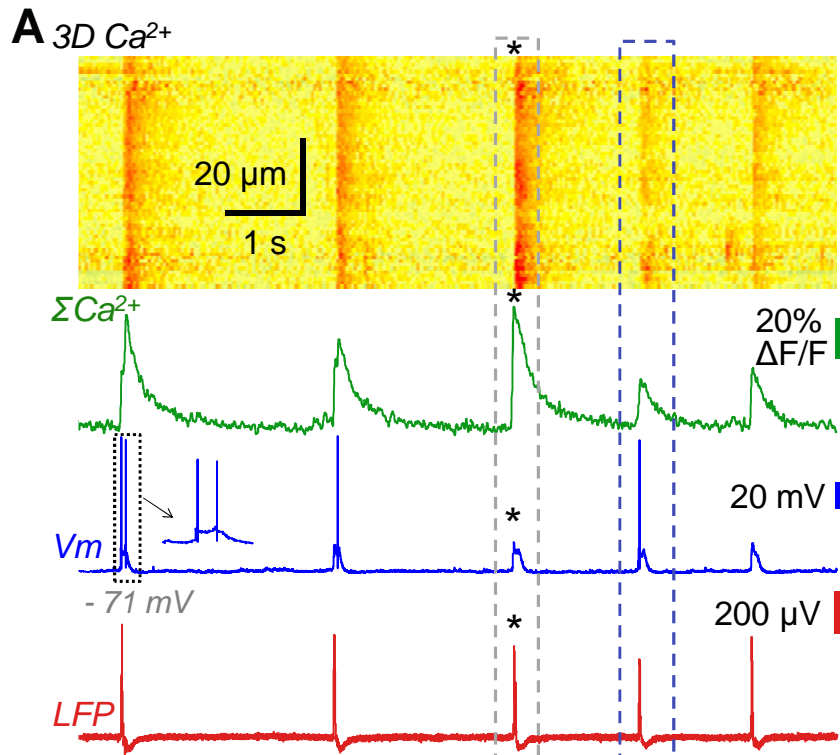 A 3D Ca²⁺
*
20 µm
1 s
*
ΣCa²⁺
20%
ΔF/F
20 mV
*
Vm
- 71 mV
200 µV
*
LFP